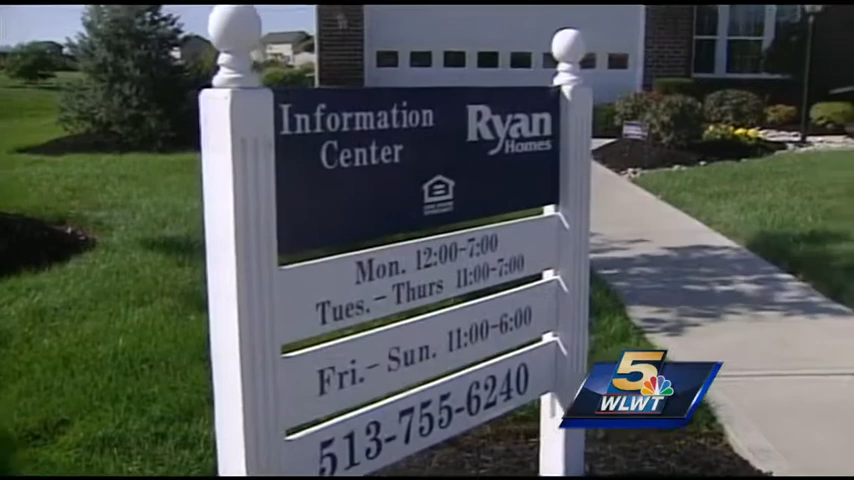 Information
Center
Ryan
Homes
Mon. 12:00-7:00
Tues.-Thurs 11:00-7:00
Fri.-Sun. 11:00-6:00
513-755-6240
5
WLWT